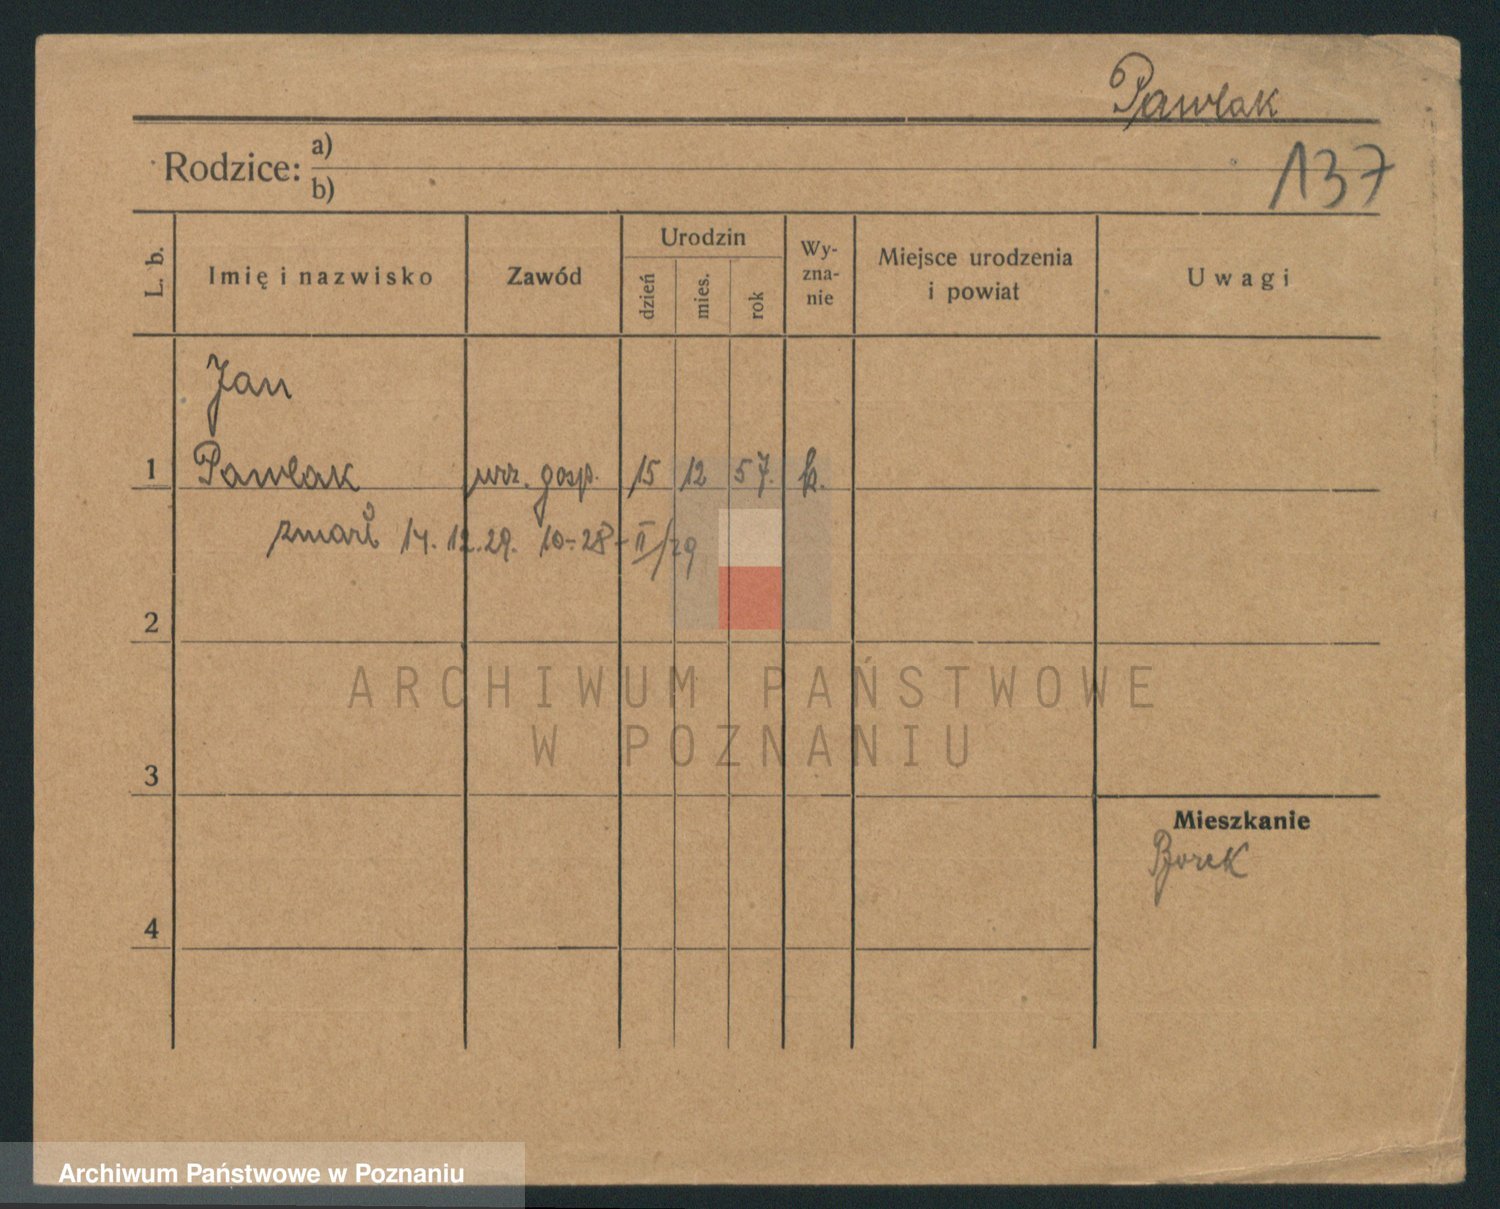 Pawlak
Rodzice: a)
b)
137
L. b.
Imię i nazwisko
Zawód
Urodzin
dzień
mies.
rok
Wy-
zna-
nie
Miejsce urodzenia
i powiat
Uwagi
Jan
1 Pawlak urz. gosp. 15 12 57. k.
zmarł 14.12.29. 10-28-II/29
2
ARCHIWUM PAŃSTWOWE
W POZNANIU
3
Mieszkanie
Borek
4
Archiwum Państwowe w Poznaniu